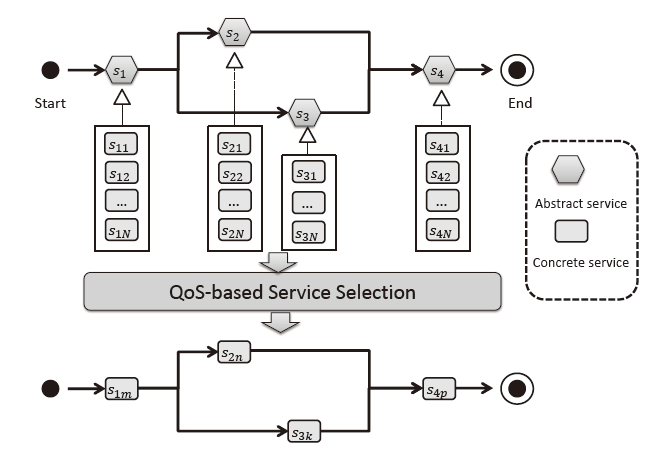 s2
s1
s4
Start
End
s3
s11
s12
...
s1N
s21
s22
...
s2N
s31
...
s3N
s41
s42
...
s4N
Abstract service
Concrete service
QoS-based Service Selection
s2n
s1m
s4p
s3k